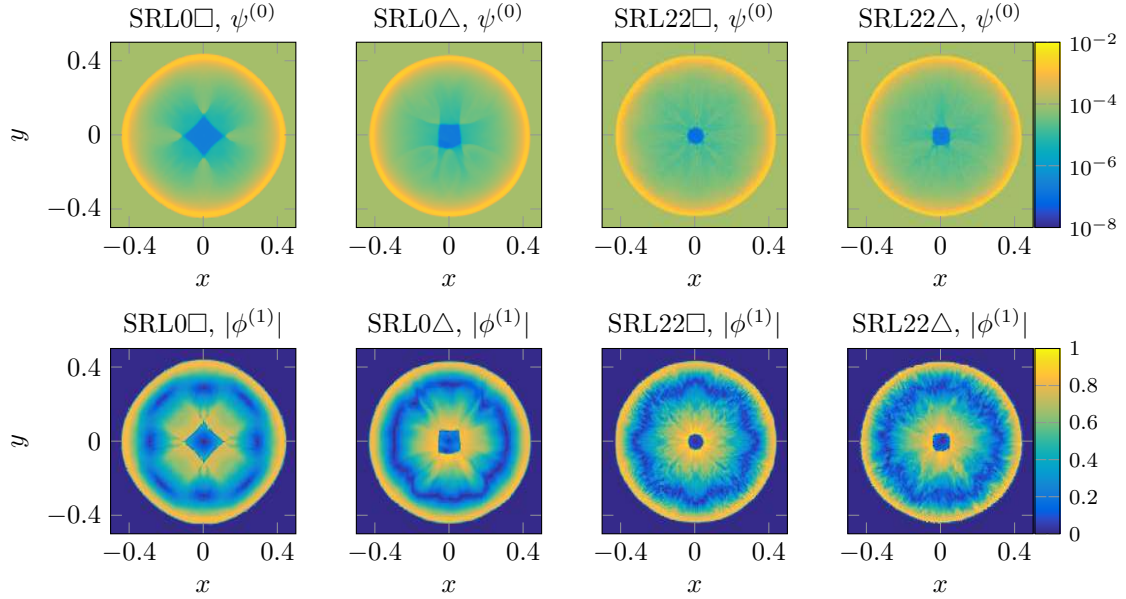 SRL0□, ψ^(0) SRL0△, ψ^(0) SRL22□, ψ^(0) SRL22△, ψ^(0)
0.4 10^−2
10^−4
y 0
10^−6
−0.4 10^−8
−0.4 0 0.4 −0.4 0 0.4 −0.4 0 0.4 −0.4 0 0.4
x x x x
SRL0□, |ϕ^(1)| SRL0△, |ϕ^(1)| SRL22□, |ϕ^(1)| SRL22△, |ϕ^(1)|
1
0.4
0.8
0.6
y 0
0.4
0.2
−0.4
0
−0.4 0 0.4 −0.4 0 0.4 −0.4 0 0.4 −0.4 0 0.4
x x x x